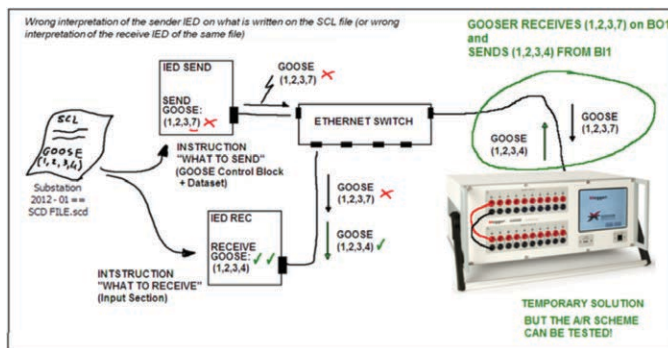 Wrong interpretation of the sender IED on what is written on the SCL file (or wrong
interpretation of the receive IED of the same file)
GOOSER RECEIVES (1,2,3,7) on BO1
and
SENDS (1,2,3,4) FROM BI1
IED SEND
SEND
GOOSE:
(1,2,3,7)
GOOSE
(1,2,3,7)
ETHERNET SWITCH
GOOSE
(1,2,3,4)
GOOSE
(1,2,3,7)
SCL
GOOSE
(1, 2, 3,4)
Substation
2012 - 01 ==
SCD FILE.scd
INSTRUCTION
"WHAT TO SEND"
(GOOSE Control Block
+ Dataset)
GOOSE
(1,2,3,7)
GOOSE
(1,2,3,4)
IED REC
RECEIVE
GOOSE:
(1,2,3,4)
INTSTRUCTION
"WHAT TO RECEIVE"
(Input Section)
TEMPORARY SOLUTION
BUT THE A/R SCHEME
CAN BE TESTED!